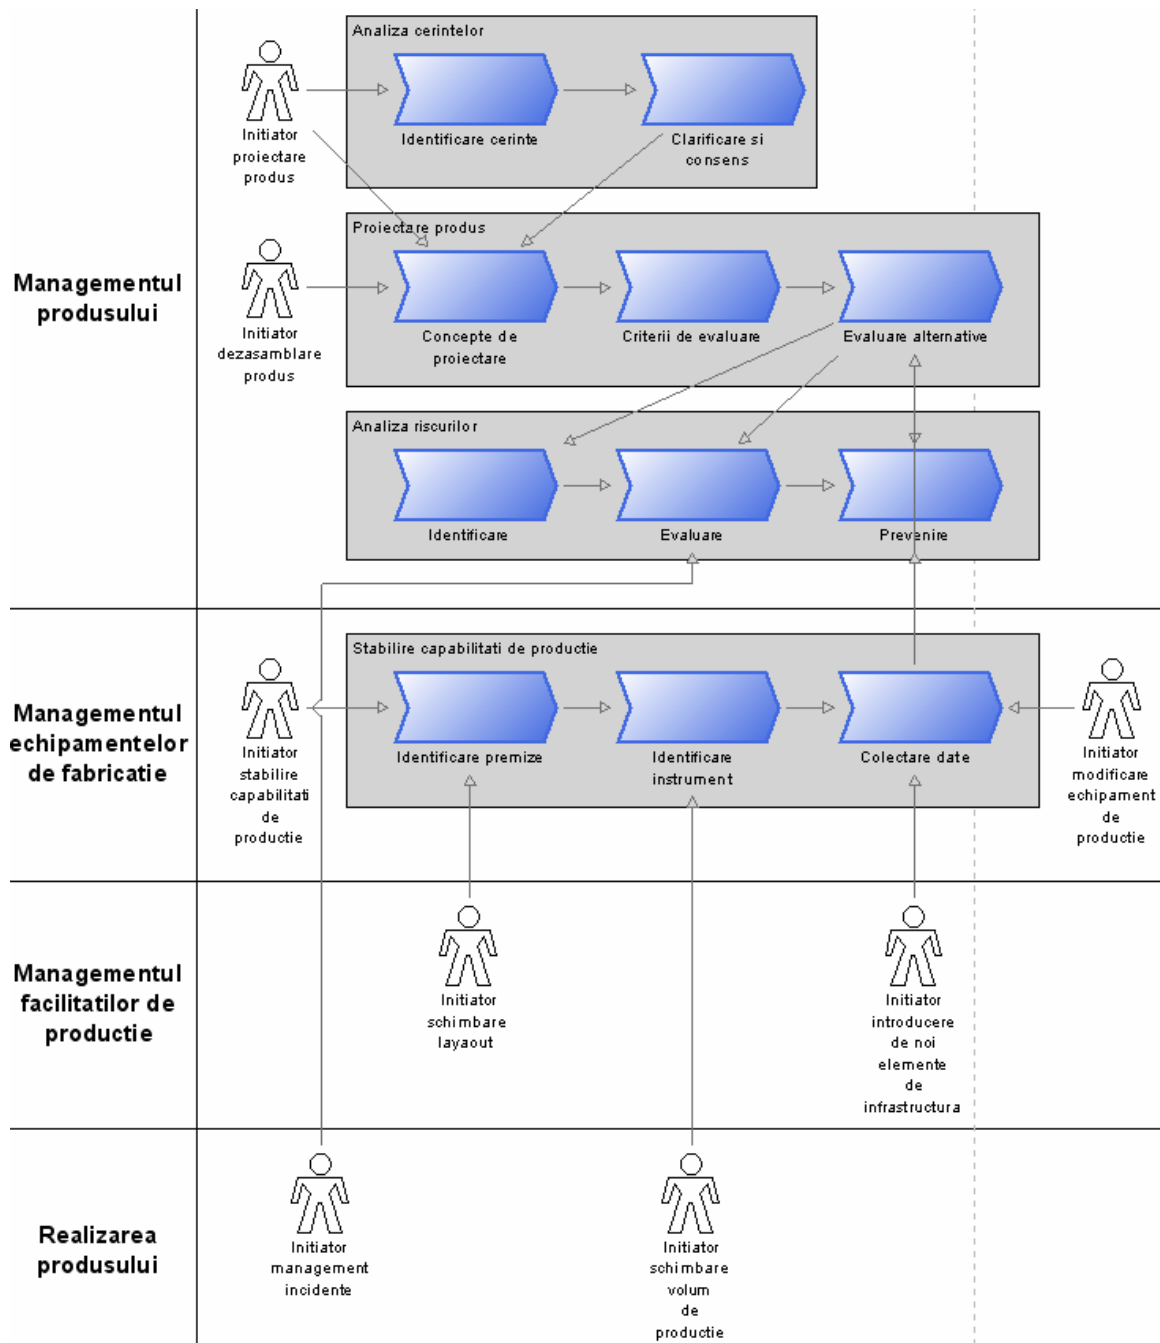 Analiza cerintelor
Initiator
proiectare
produs
Identificare cerinte
Clarificare si
consens
Managementul
produsului
Proiectare produs
Initiator
dezasamblare
produs
Concepte de
proiectare
Criterii de evaluare
Evaluare alternative
Analiza riscurilor
Identificare
Evaluare
Prevenire
Managementul
echipamentelor
de fabricatie
Stabilire capabilitati de productie
Initiator
stabilire
capabilitati
de
productie
Identificare premize
Identificare
instrument
Colectare date
Initiator
modificare
echipament
de
productie
Managementul
facilitatilor de
productie
Initiator
schimbare
layaout
Initiator
introducere
de noi
elemente
de
infrastructura
Realizarea
produsului
Initiator
management
incidente
Initiator
schimbare
volum
de
productie